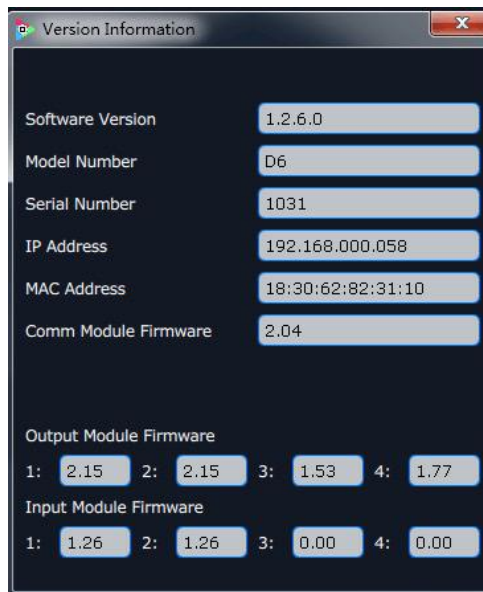 Version Information
Software Version 1.2.6.0
Model Number D6
Serial Number 1031
IP Address 192.168.000.058
MAC Address 18:30:62:82:31:10
Comm Module Firmware 2.04
Output Module Firmware
1: 2.15 2: 2.15 3: 1.53 4: 1.77
Input Module Firmware
1: 1.26 2: 1.26 3: 0.00 4: 0.00